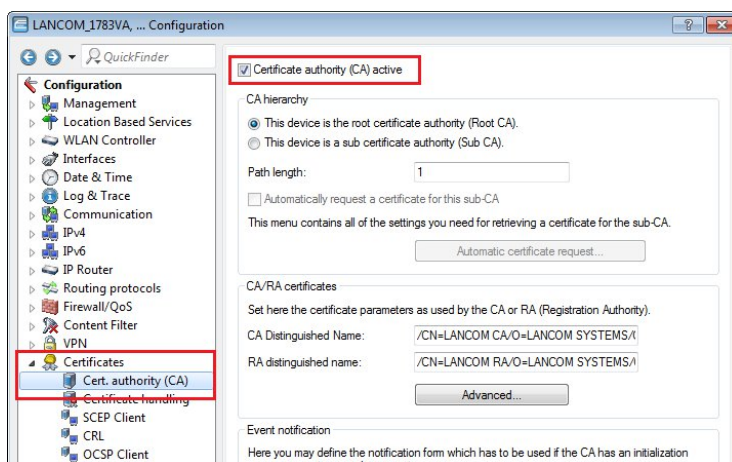 LANCOM_1783VA, ... Configuration
QuickFinder
Configuration
Management
Location Based Services
WLAN Controller
Interfaces
Date & Time
Log & Trace
Communication
IPv4
IPv6
IP Router
Routing protocols
Firewall/QoS
Content Filter
VPN
Certificates
Cert. authority (CA)
Certificate handling
SCEP Client
CRL
OCSP Client
Certificate authority (CA) active
CA hierarchy
This device is the root certificate authority (Root CA).
This device is a sub certificate authority (Sub CA).
Path length: 1
Automatically request a certificate for this sub-CA
This menu contains all of the settings you need for retrieving a certificate for the sub-CA.
Automatic certificate request...
CA/RA certificates
Set here the certificate parameters as used by the CA or RA (Registration Authority).
CA Distinguished Name: /CN=LANCOM CA/O=LANCOM SYSTEMS/
RA distinguished name: /CN=LANCOM RA/O=LANCOM SYSTEMS/
Advanced...
Event notification
Here you may define the notification form which has to be used if the CA has an initialization